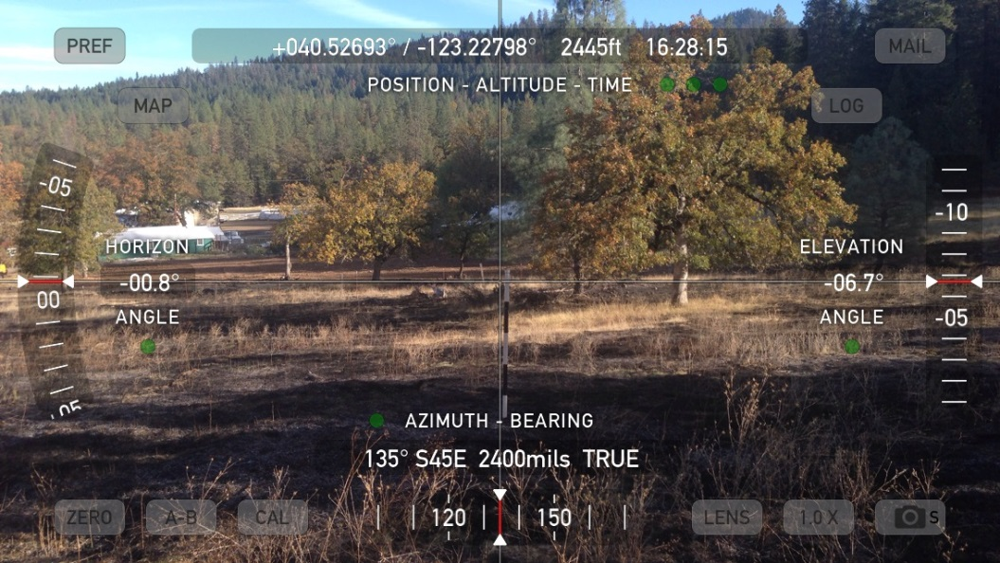 PREF
+040.52693° / -123.22798° 2445ft 16:28:15
MAIL
POSITION - ALTITUDE - TIME
MAP
LOG
-05
-10
HORIZON
ELEVATION
-00.8°
-06.7°
00
ANGLE
ANGLE
-05
05
AZIMUTH - BEARING
135° S45E 2400mils TRUE
ZERO
A-B
CAL
120
150
LENS
1.0 X
S